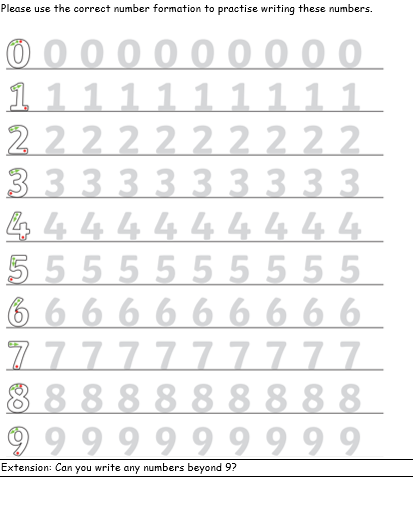 Please use the correct number formation to practise writing these numbers.
0 0 0 0 0 0 0 0 0 0
1 1 1 1 1 1 1 1 1 1
2 2 2 2 2 2 2 2 2 2
3 3 3 3 3 3 3 3 3 3
4 4 4 4 4 4 4 4 4 4
5 5 5 5 5 5 5 5 5 5
6 6 6 6 6 6 6 6 6 6
7 7 7 7 7 7 7 7 7 7
8 8 8 8 8 8 8 8 8 8
9 9 9 9 9 9 9 9 9 9
Extension: Can you write any numbers beyond 9?